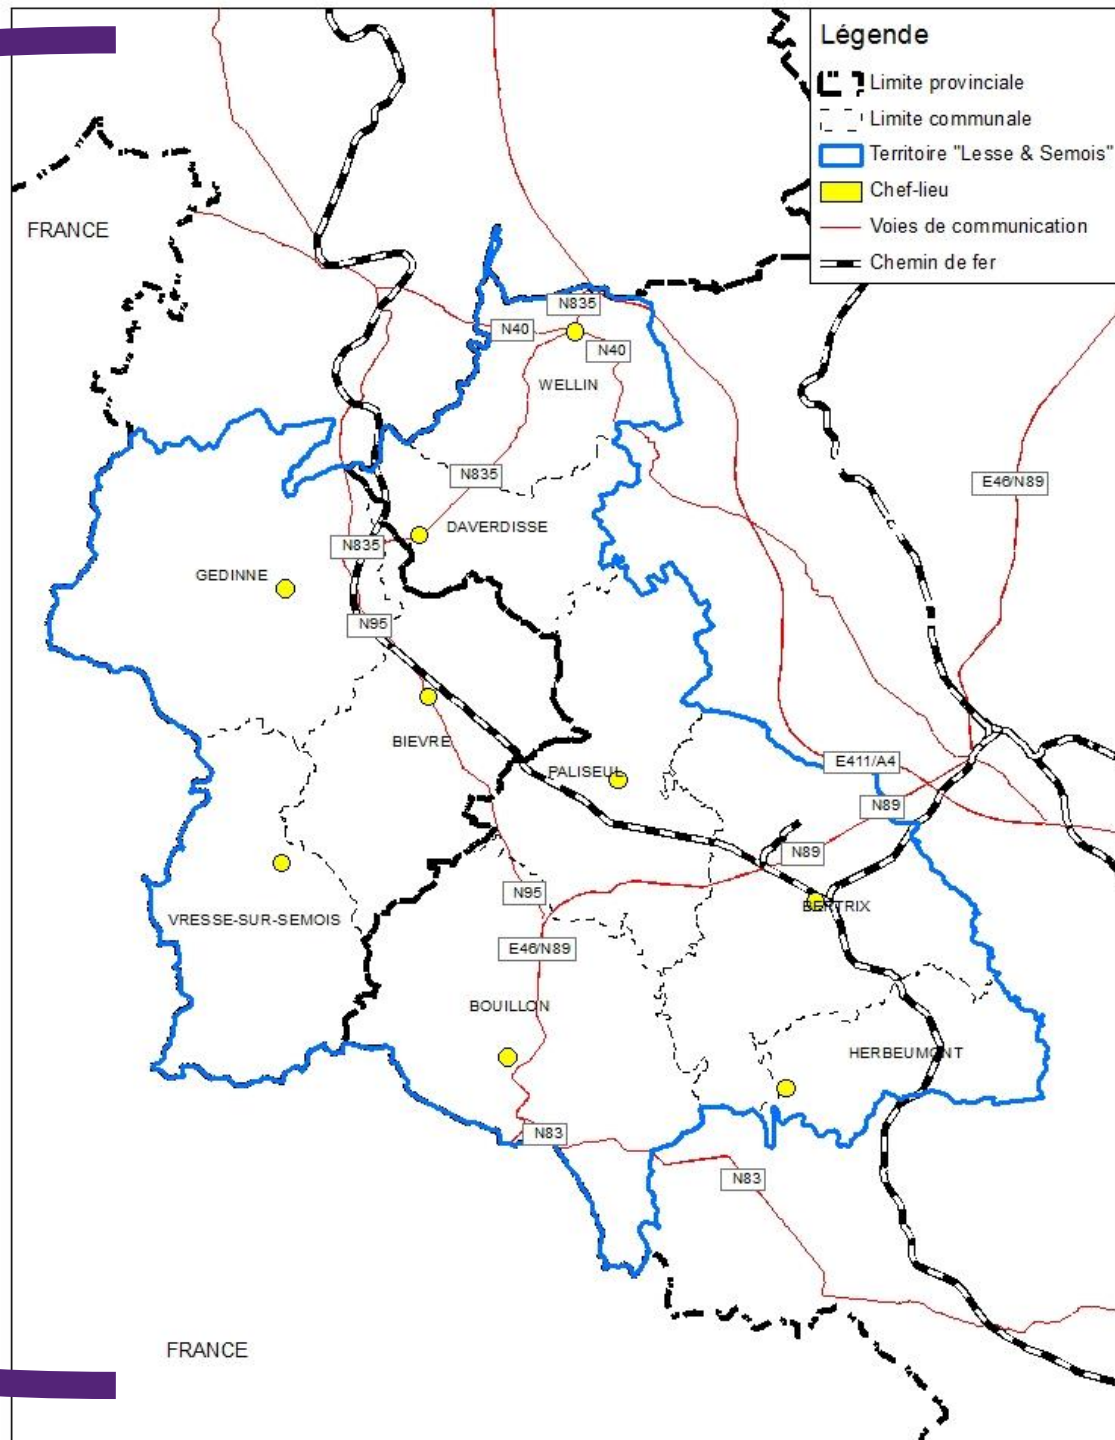 Légende
Limite provinciale
Limite communale
Territoire "Lesse & Semois"
Chef-lieu
Voies de communication
Chemin de fer
FRANCE
N835
N40
N40
WELLIN
N835
E46/N89
DAVERDISSE
N835
GEDINNE
N95
BIEVRE
PALISEUL
E411/A4
N89
N89
N95
BERTRIX
VRESSE-SUR-SEMOIS
E46/N89
BOUILLON
HERBEUMONT
N83
N83
FRANCE